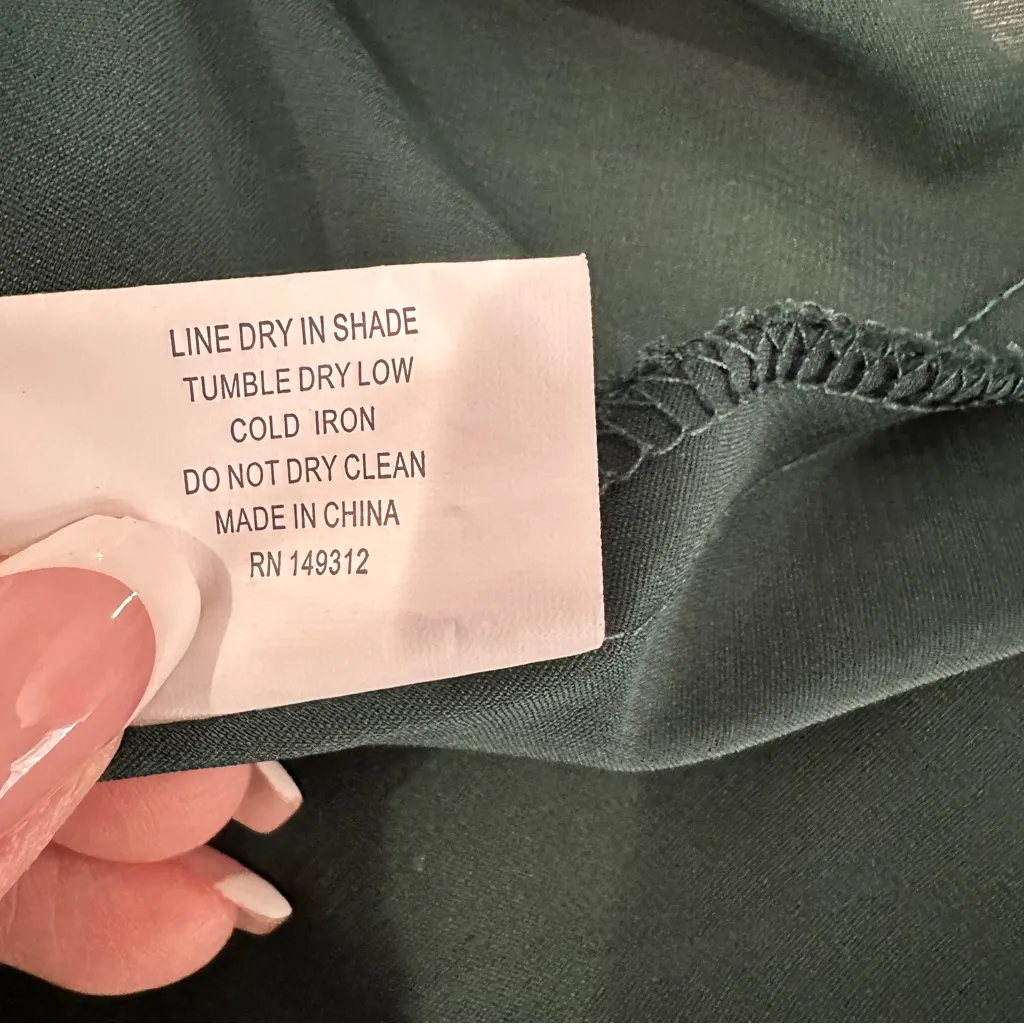 LINE DRY IN SHADE
TUMBLE DRY LOW
COLD IRON
DO NOT DRY CLEAN
MADE IN CHINA
RN 149312